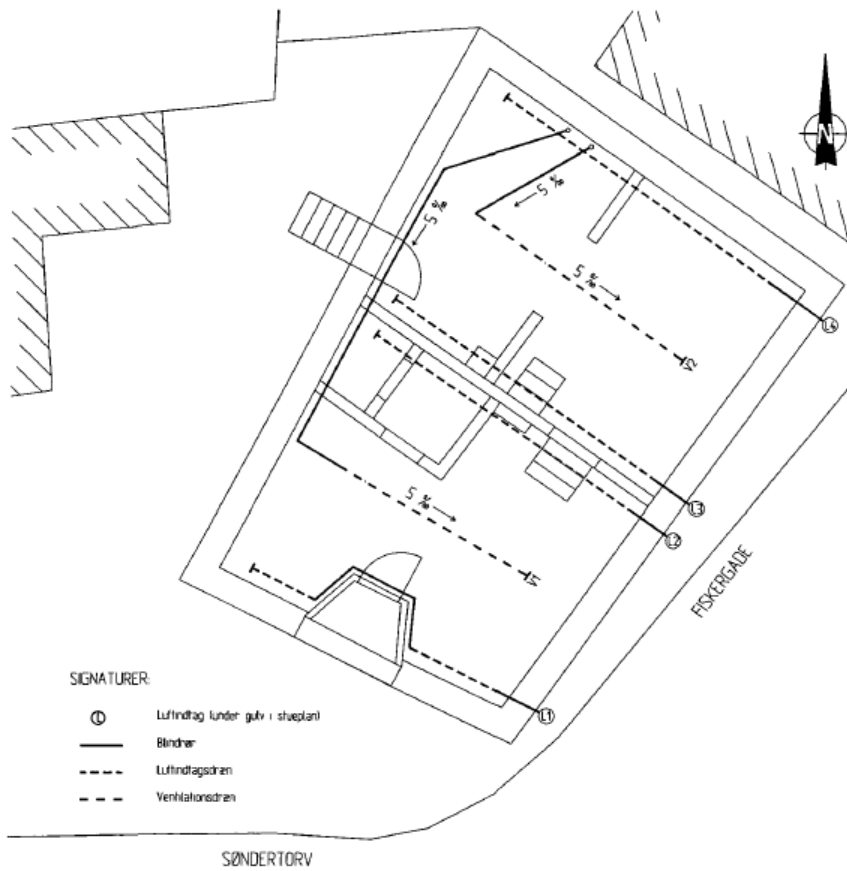 N
5 ‰
5 ‰
5 ‰
L4
V2
5 ‰
L3
L2
V1
FISKERGADE
L1
SIGNATURER:
L Luftindtag (under gulv i stueplan)
Blindrør
Luftindtagsdræn
Ventilationsdræn
SØNDERTORV